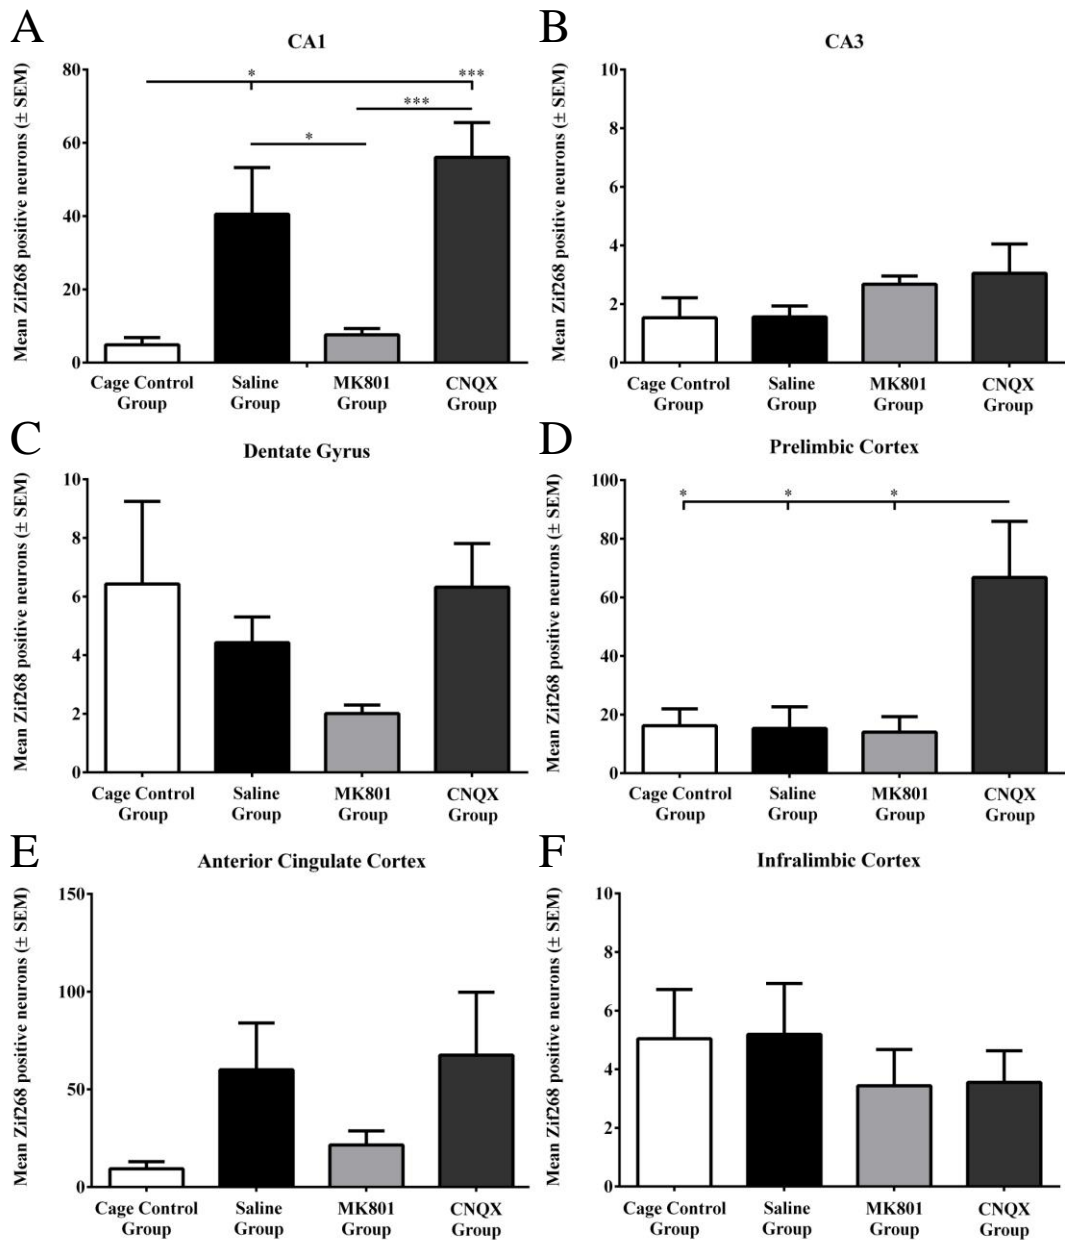 A
CA1
Mean Zif268 positive neurons (± SEM)
80
60
40
20
0
* ***
***
*
Cage Control Group
Saline Group
MK801 Group
CNQX Group
B
CA3
Mean Zif268 positive neurons (± SEM)
10
8
6
4
2
0
Cage Control Group
Saline Group
MK801 Group
CNQX Group
C
Dentate Gyrus
Mean Zif268 positive neurons (± SEM)
10
8
6
4
2
0
Cage Control Group
Saline Group
MK801 Group
CNQX Group
D
Prelimbic Cortex
Mean Zif268 positive neurons (± SEM)
100
80
60
40
20
0
* * *
Cage Control Group
Saline Group
MK801 Group
CNQX Group
E
Anterior Cingulate Cortex
Mean Zif268 positive neurons (± SEM)
150
100
50
0
Cage Control Group
Saline Group
MK801 Group
CNQX Group
F
Infralimbic Cortex
Mean Zif268 positive neurons (± SEM)
10
8
6
4
2
0
Cage Control Group
Saline Group
MK801 Group
CNQX Group